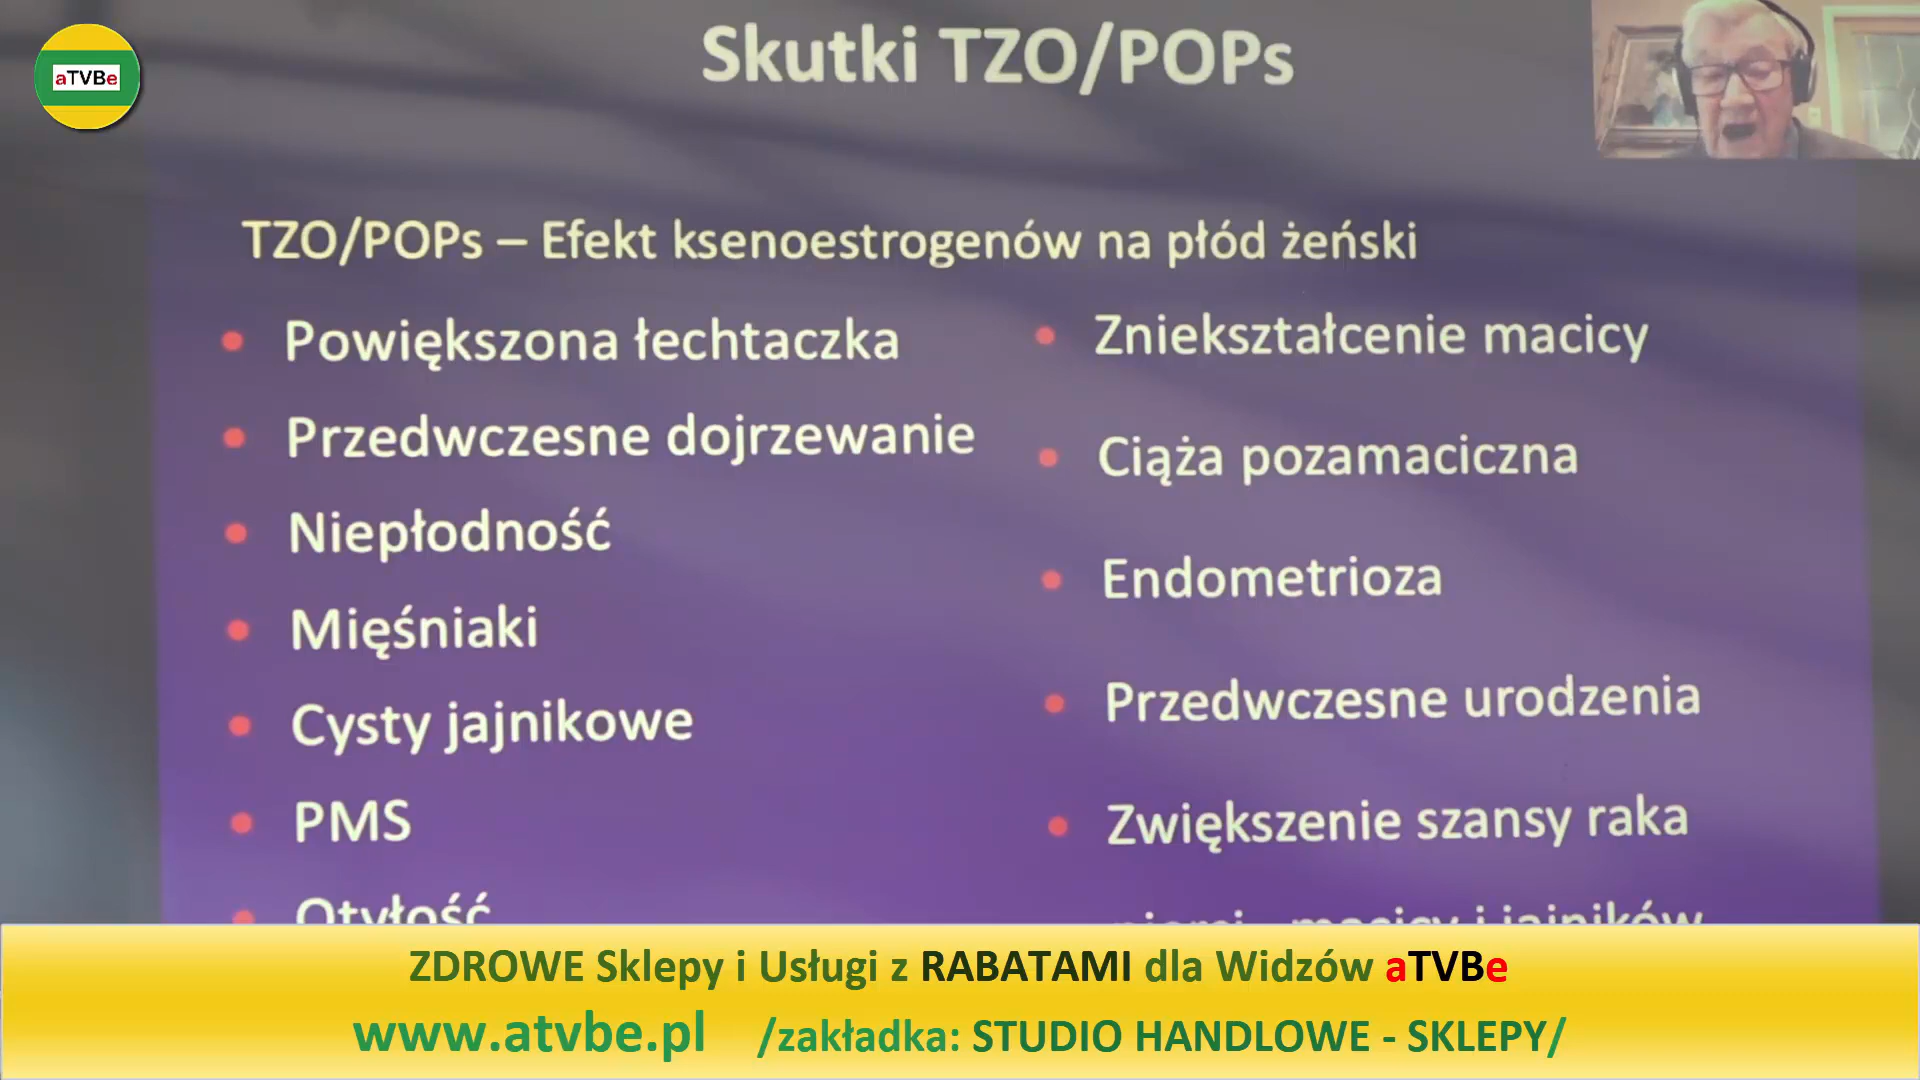 Skutki TZO/POPs
aTVBe
TZO/POPs – Efekt ksenoestrogenów na płód żeński
Powiększona łechtaczka
Przedwczesne dojrzewanie
Niepłodność
Mięśniaki
Cysty jajnikowe
PMS
Otyłość
Zniekształcenie macicy
Ciąża pozamaciczna
Endometrioza
Przedwczesne urodzenia
Zwiększenie szansy raka
piersi, macicy i jajników
ZDROWE Sklepy i Usługi z RABATAMI dla Widzów aTVBe
www.atvbe.pl /zakładka: STUDIO HANDLOWE - SKLEPY/